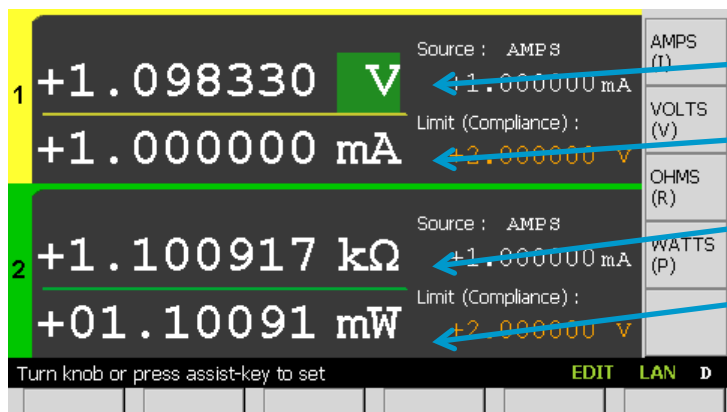 1
+1.098330 V
+1.000000 mA
Source : AMPS
+1.000000 mA
Limit (Compliance) :
+2.000000 V
2
+1.100917 kΩ
+01.10091 mW
Source : AMPS
+1.000000 mA
Limit (Compliance) :
+2.000000 V
AMPS
(I)
VOLTS
(V)
OHMS
(R)
WATTS
(P)
Turn knob or press assist-key to set
EDIT LAN D